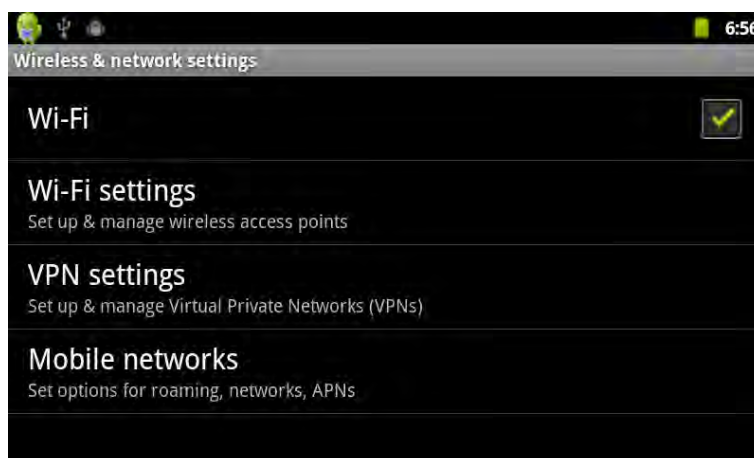 6:56
Wireless & network settings
Wi-Fi
Wi-Fi settings
Set up & manage wireless access points
VPN settings
Set up & manage Virtual Private Networks (VPNs)
Mobile networks
Set options for roaming, networks, APNs